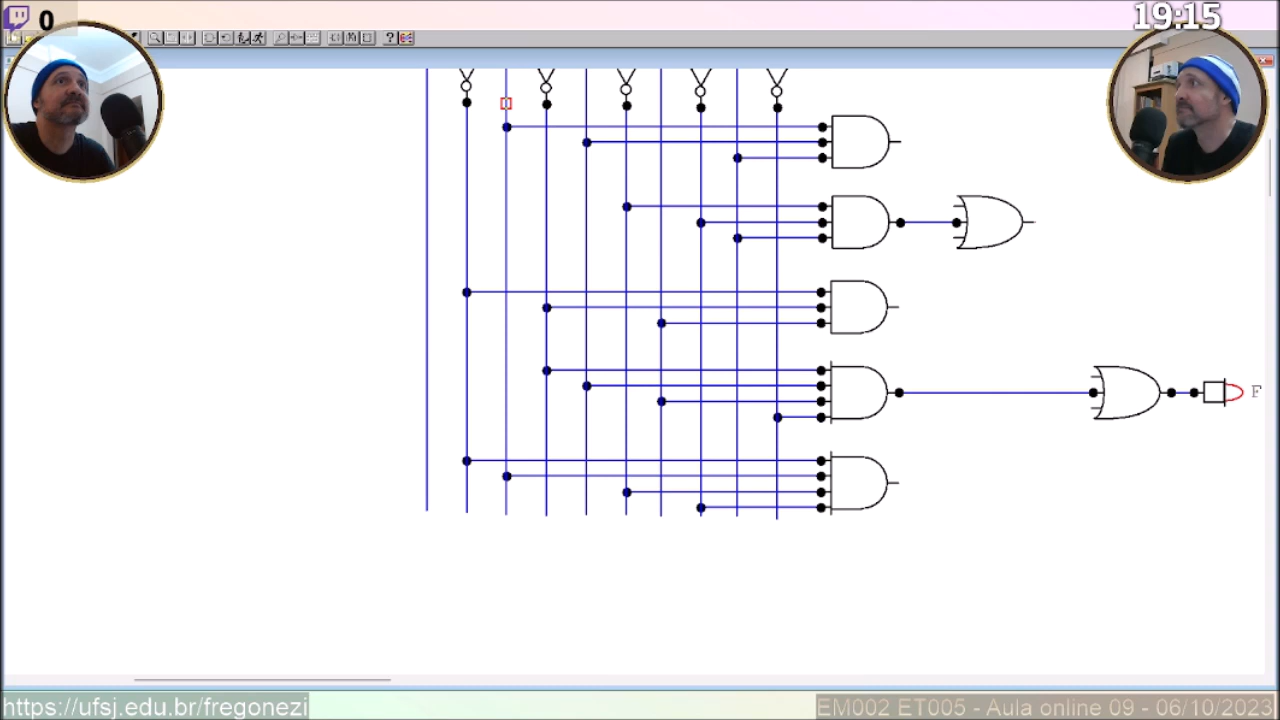 0
19:15
?
F
https://ufsj.edu.br/fregonezi
EM002 ET005 - Aula online 09 - 06/10/2023